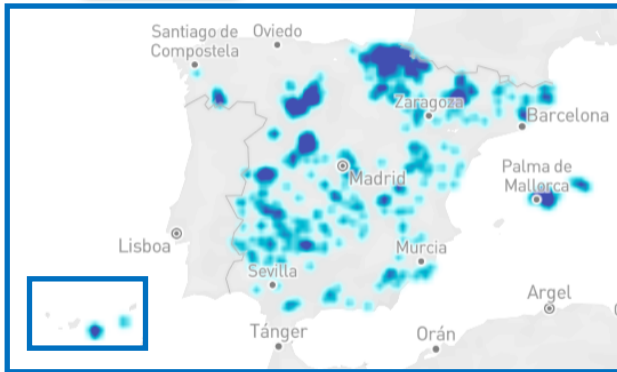 Santiago de
Compostela
Oviedo
Zaragoza
Barcelona
Madrid
Palma de
Mallorca
Lisboa
Murcia
Sevilla
Argel
Tánger
Orán